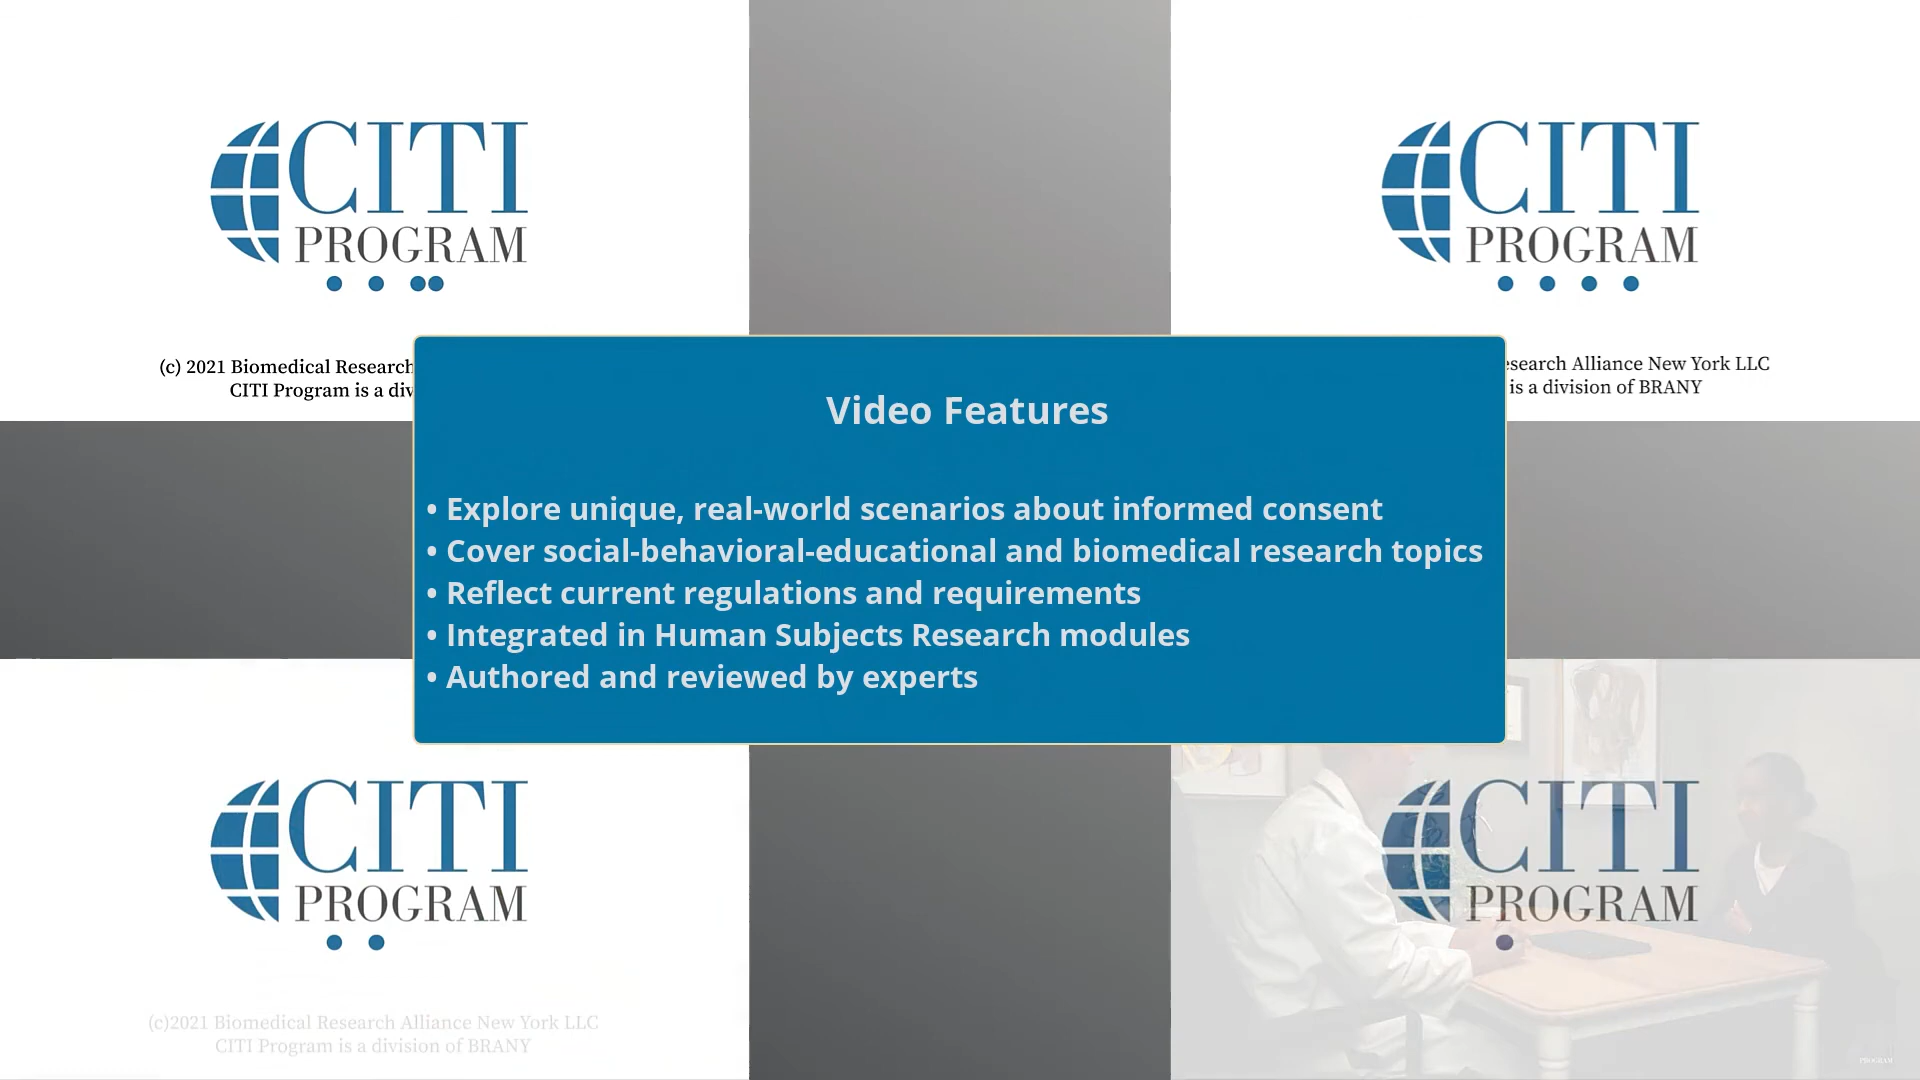 CITI
PROGRAM
CITI
PROGRAM
(c) 2021 Biomedical Research
CITI Program is a div
esearch Alliance New York LLC
is a division of BRANY
Video Features
• Explore unique, real-world scenarios about informed consent
• Cover social-behavioral-educational and biomedical research topics
• Reflect current regulations and requirements
• Integrated in Human Subjects Research modules
• Authored and reviewed by experts
CITI
PROGRAM
CITI
PROGRAM
(c)2021 Biomedical Research Alliance New York LLC
CITI Program is a division of BRANY
PROGRAM